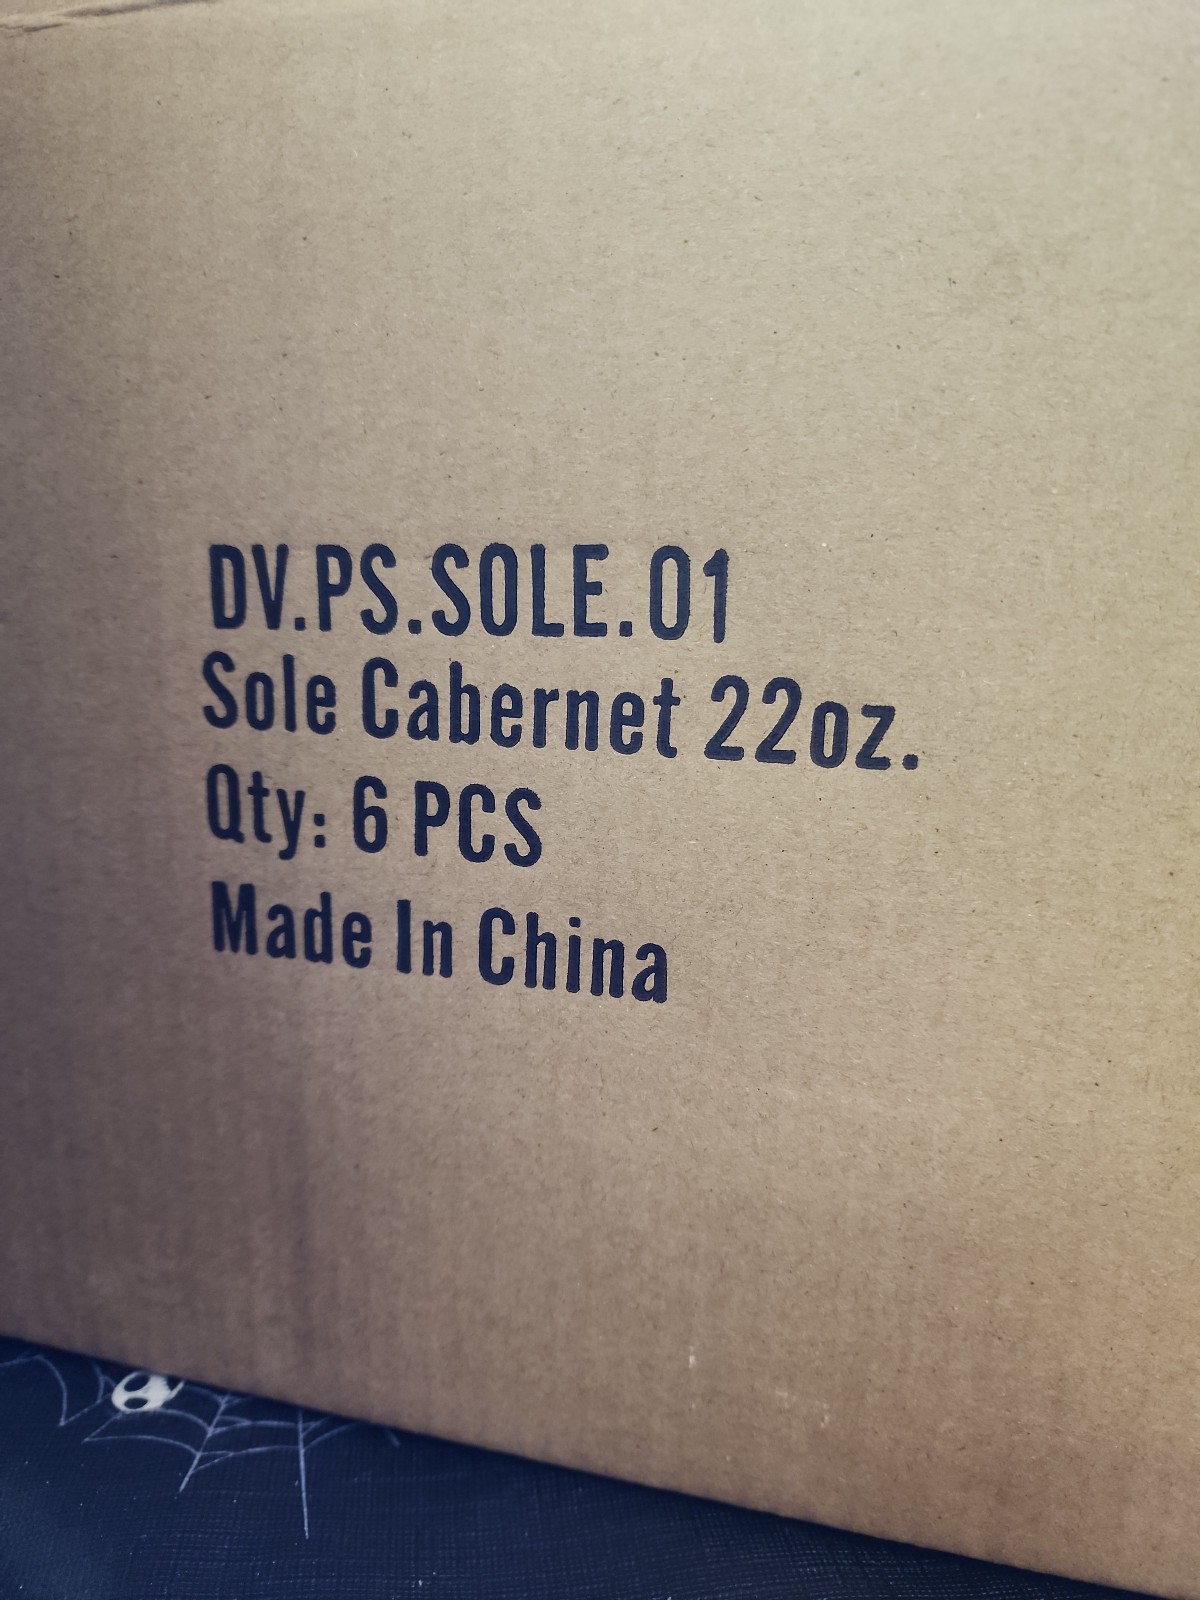 DV.PS.SOLE.01
Sole Cabernet 22oz.
Qty: 6 PCS
Made In China